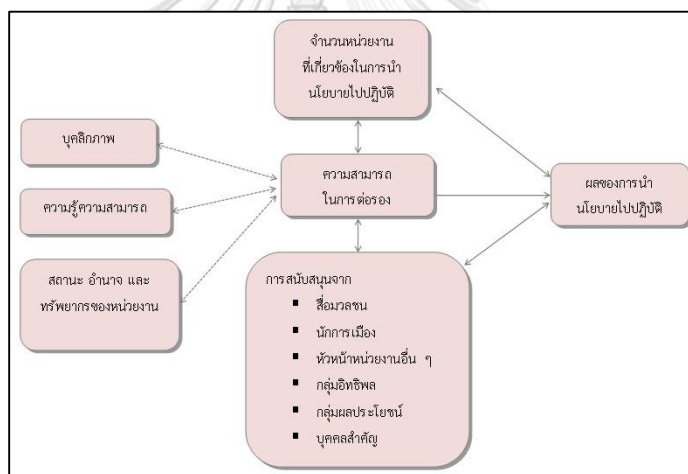 จำนวนหน่วยงาน
ที่เกี่ยวข้องในการนำ
นโยบายไปปฏิบัติ
บุคลิกภาพ
ความรู้ความสามารถ
สถานะ อำนาจ และ
ทรัพยากรของหน่วยงาน
ความสามารถ
ในการต่อรอง
ผลของการนำ
นโยบายไปปฏิบัติ
การสนับสนุนจาก
▪ สื่อมวลชน
▪ นักการเมือง
▪ หัวหน้าหน่วยงานอื่น ๆ
▪ กลุ่มอิทธิพล
▪ กลุ่มผลประโยชน์
▪ บุคคลสำคัญ